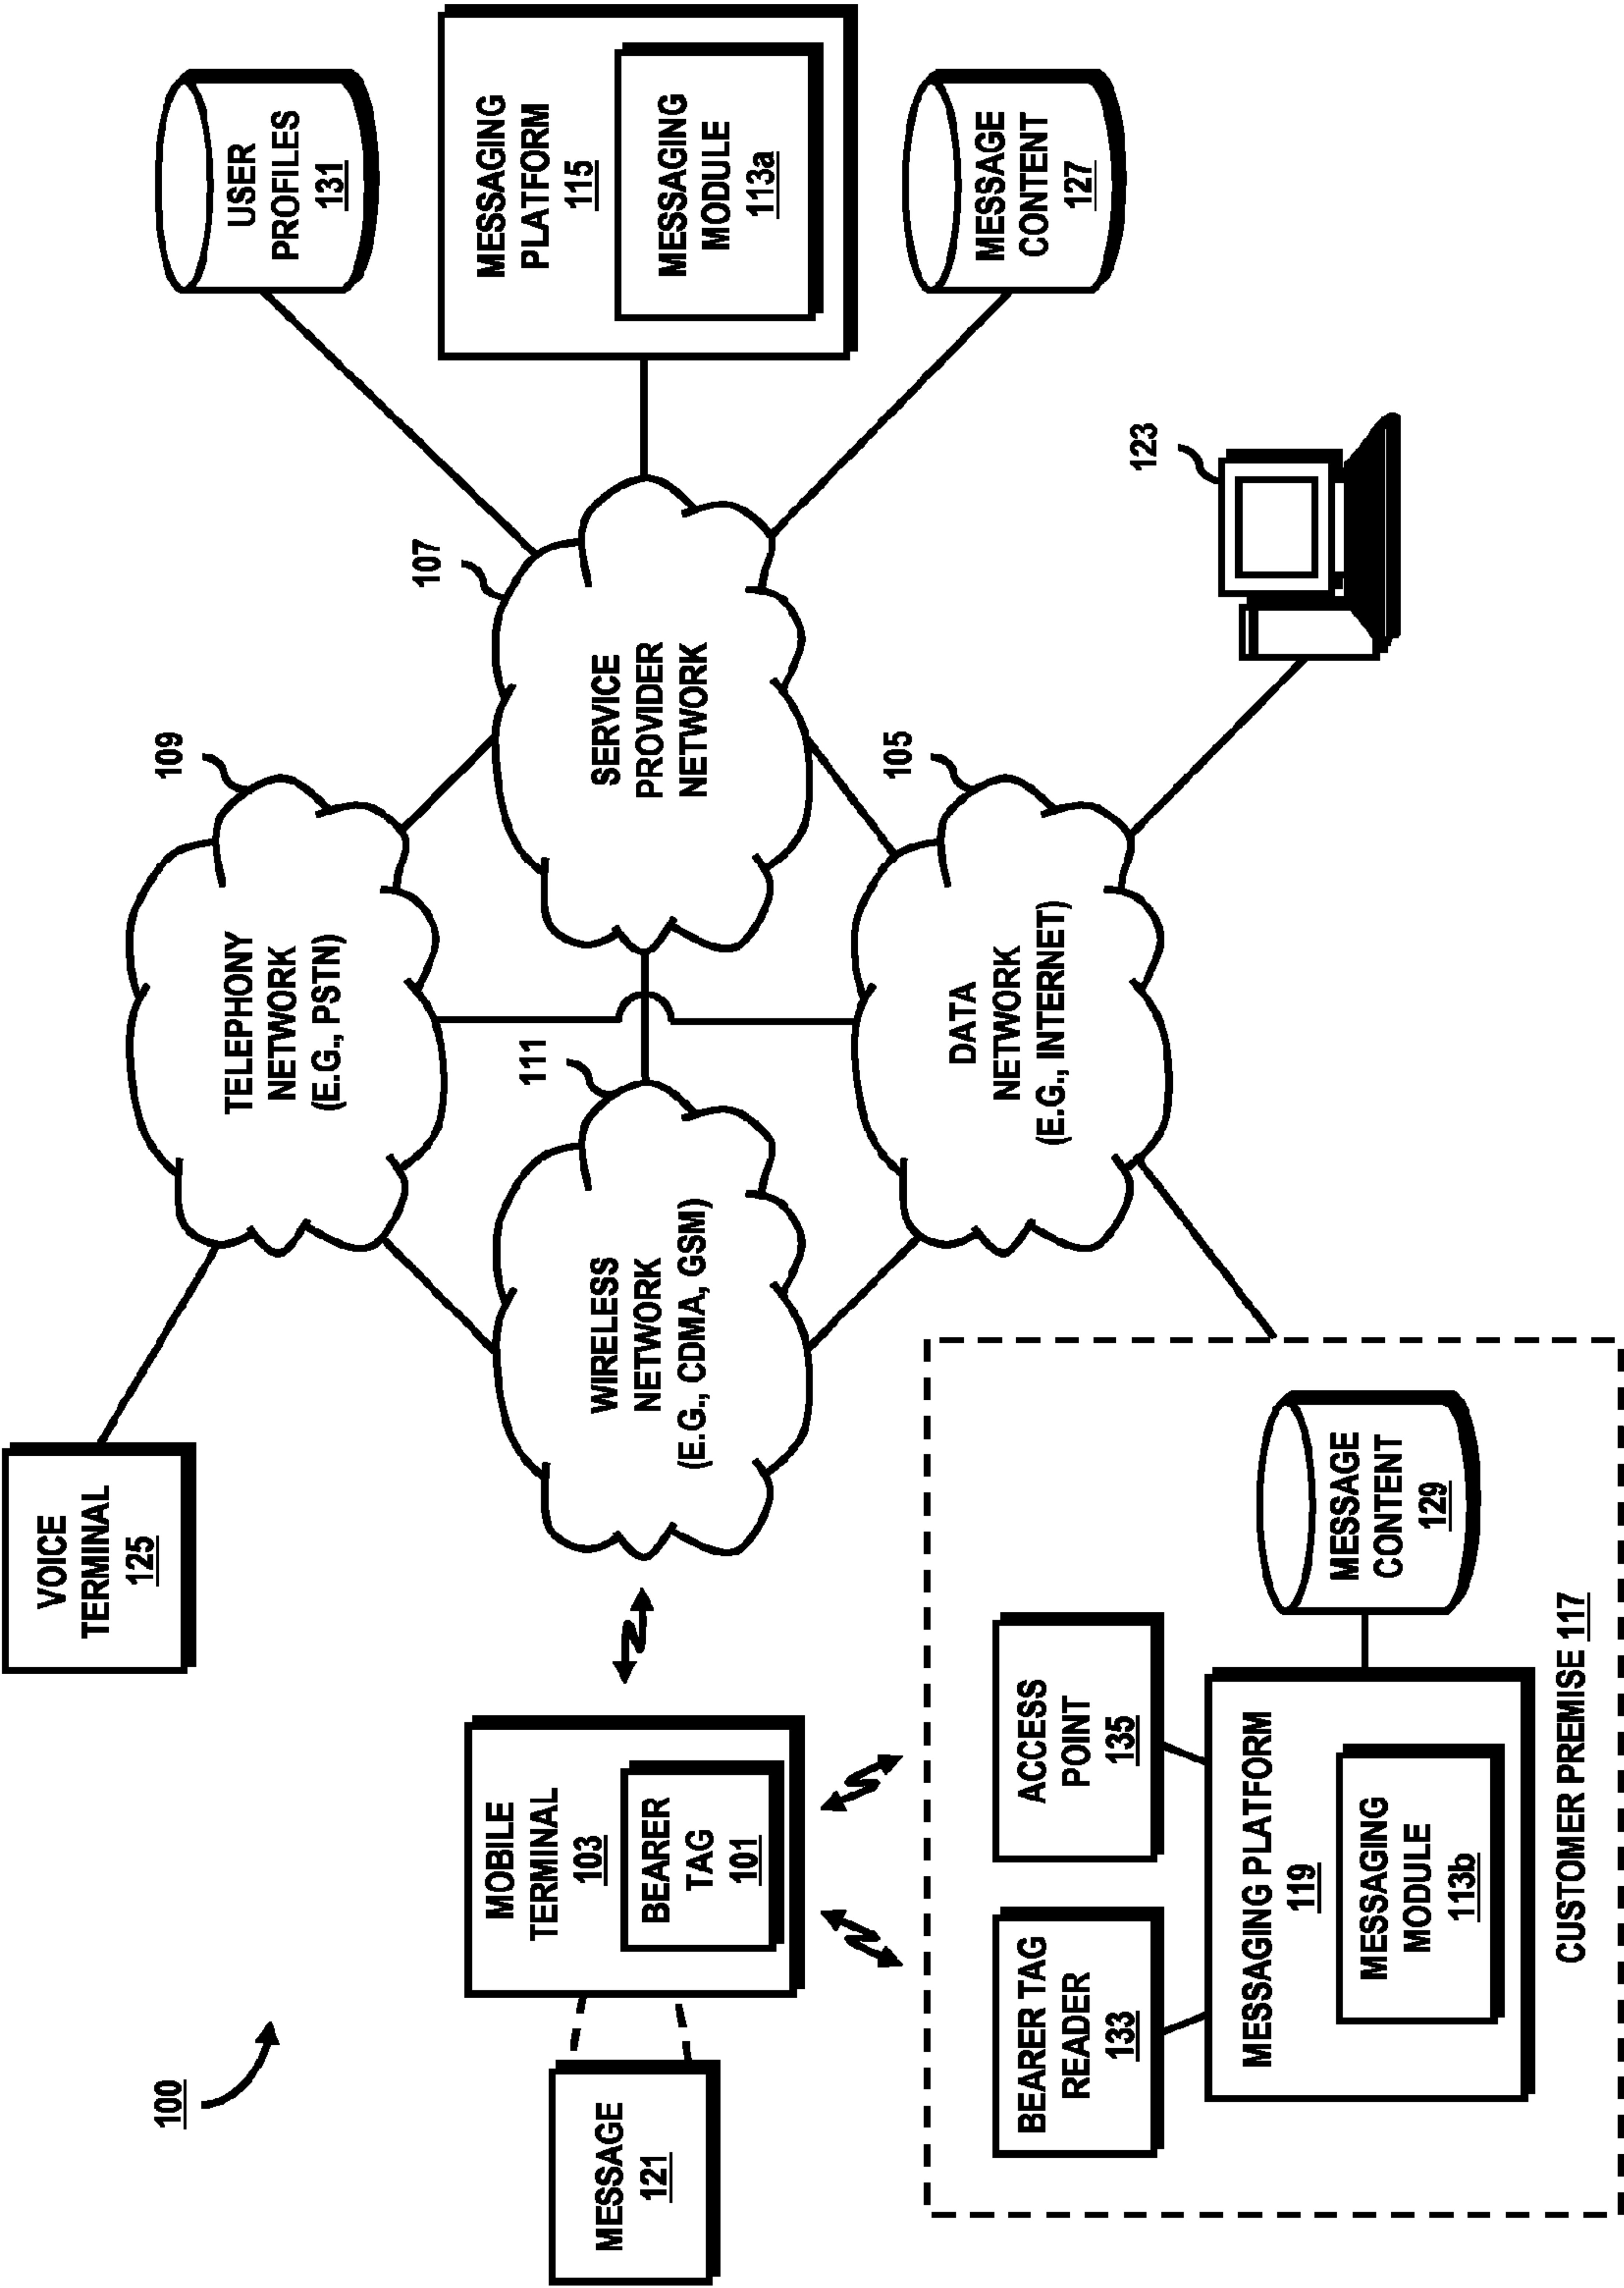 100
VOICE
TERMINAL
125
TELEPHONY
NETWORK
(E.G., PSTN)
109
USER
PROFILES
131
MESSAGE
121
MOBILE
TERMINAL
103
BEARER
TAG
101
WIRELESS
NETWORK
(E.G., CDMA, GSM)
111
SERVICE
PROVIDER
NETWORK
107
MESSAGING
PLATFORM
115
MESSAGING
MODULE
113a
DATA
NETWORK
(E.G., INTERNET)
105
MESSAGE
CONTENT
127
123
BEARER TAG
READER
133
ACCESS
POINT
135
MESSAGING PLATFORM
119
MESSAGING
MODULE
113b
MESSAGE
CONTENT
129
CUSTOMER PREMISE 117